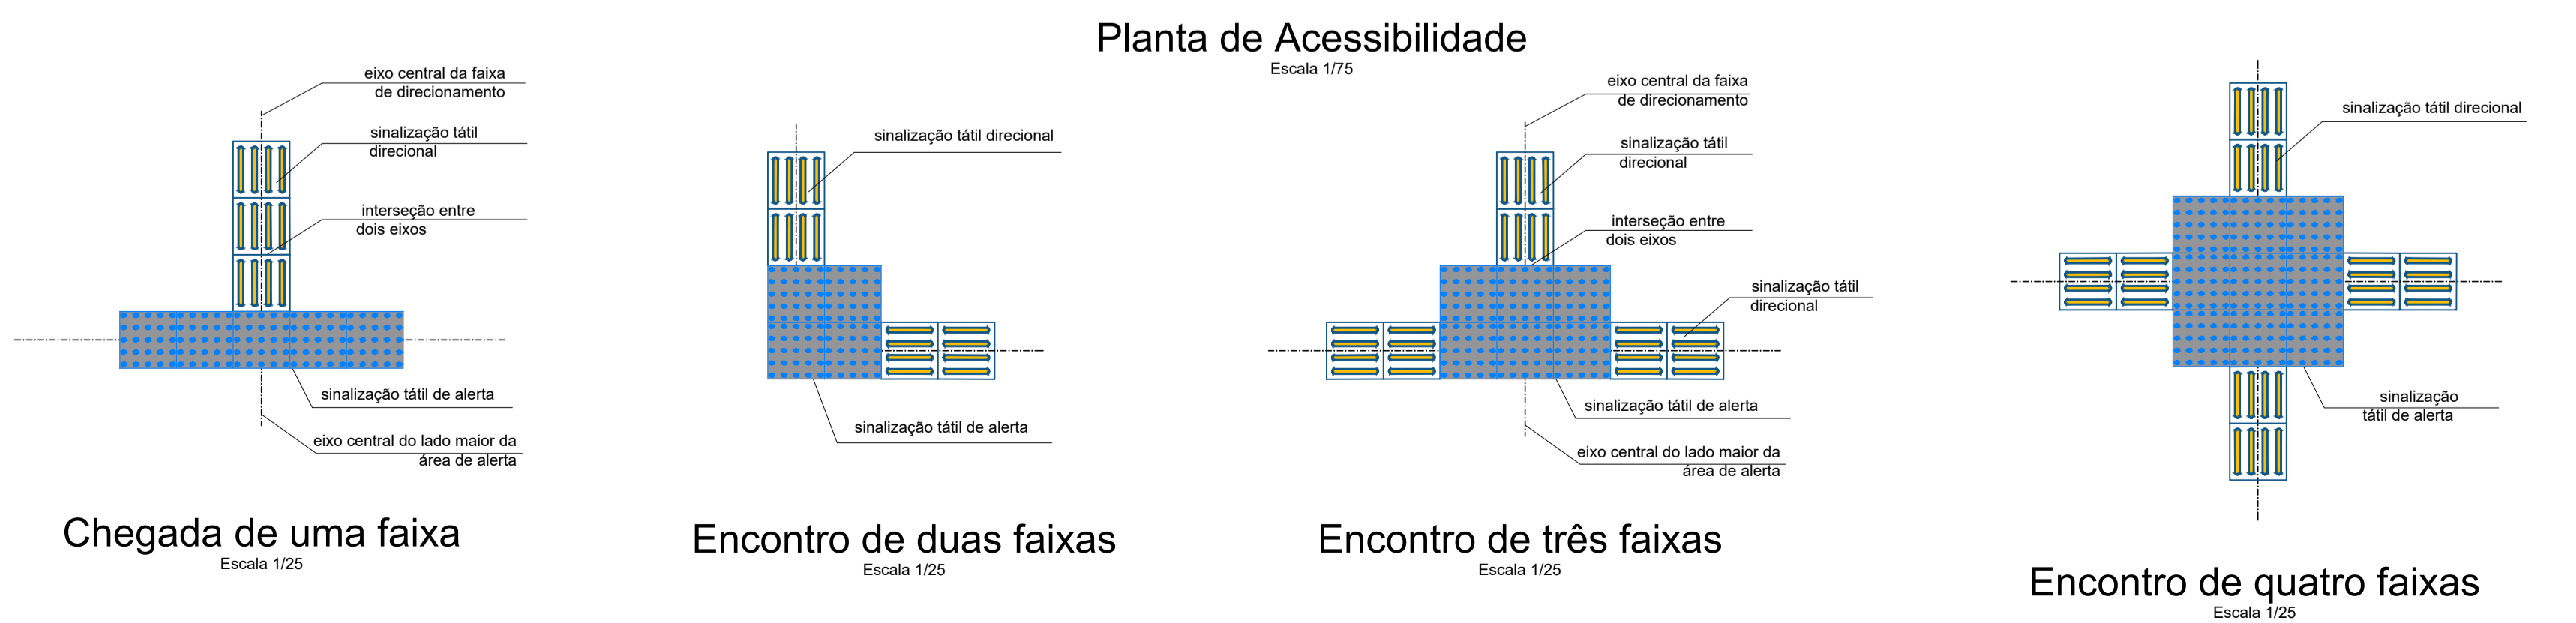 Planta de Acessibilidade
Escala 1/75
eixo central da faixa
de direcionamento
sinalização tátil
direcional
interseção entre
dois eixos
sinalização tátil de alerta
eixo central do lado maior da
área de alerta
Chegada de uma faixa
Escala 1/25
sinalização tátil direcional
sinalização tátil de alerta
Encontro de duas faixas
Escala 1/25
eixo central da faixa
de direcionamento
sinalização tátil
direcional
interseção entre
dois eixos
sinalização tátil
direcional
sinalização tátil de alerta
eixo central do lado maior da
área de alerta
Encontro de três faixas
Escala 1/25
sinalização tátil direcional
sinalização
tátil de alerta
Encontro de quatro faixas
Escala 1/25